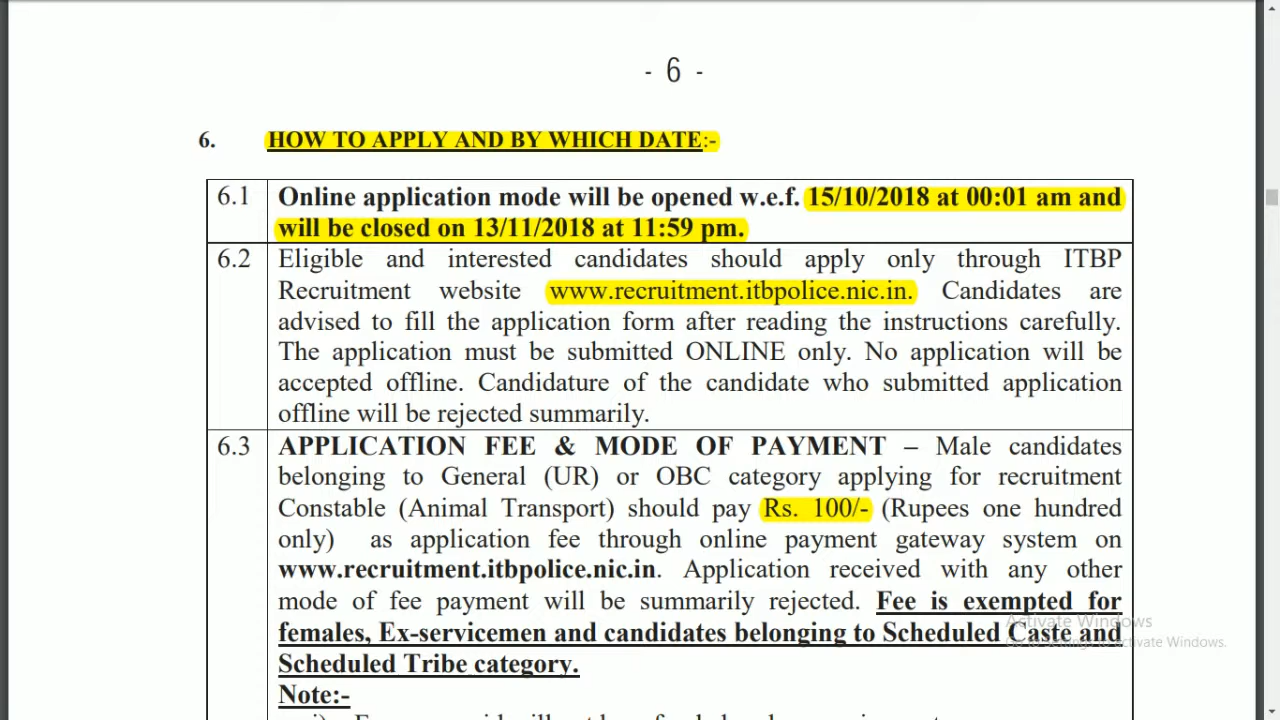 - 6 -
6. HOW TO APPLY AND BY WHICH DATE:-
6.1 Online application mode will be opened w.e.f. 15/10/2018 at 00:01 am and
will be closed on 13/11/2018 at 11:59 pm.
6.2 Eligible and interested candidates should apply only through ITBP
Recruitment website www.recruitment.itbpolice.nic.in. Candidates are
advised to fill the application form after reading the instructions carefully.
The application must be submitted ONLINE only. No application will be
accepted offline. Candidature of the candidate who submitted application
offline will be rejected summarily.
6.3 APPLICATION FEE & MODE OF PAYMENT – Male candidates
belonging to General (UR) or OBC category applying for recruitment
Constable (Animal Transport) should pay Rs. 100/- (Rupees one hundred
only) as application fee through online payment gateway system on
www.recruitment.itbpolice.nic.in. Application received with any other
mode of fee payment will be summarily rejected. Fee is exempted for
females, Ex-servicemen and candidates belonging to Scheduled Caste and
Scheduled Tribe category.
Note:-
Activate Windows
Go to Settings to activate Windows.